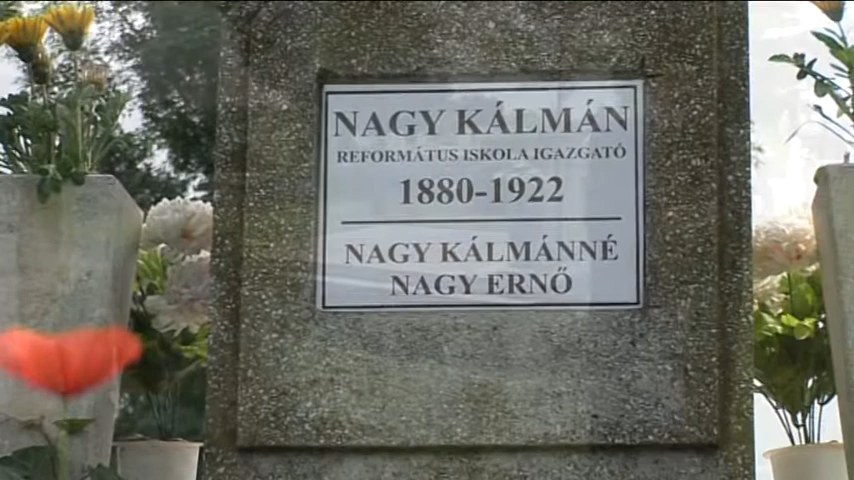 NAGY KÁLMÁN
REFORMÁTUS ISKOLA IGAZGATÓ
1880-1922
NAGY KÁLMÁNNÉ
NAGY ERNŐ